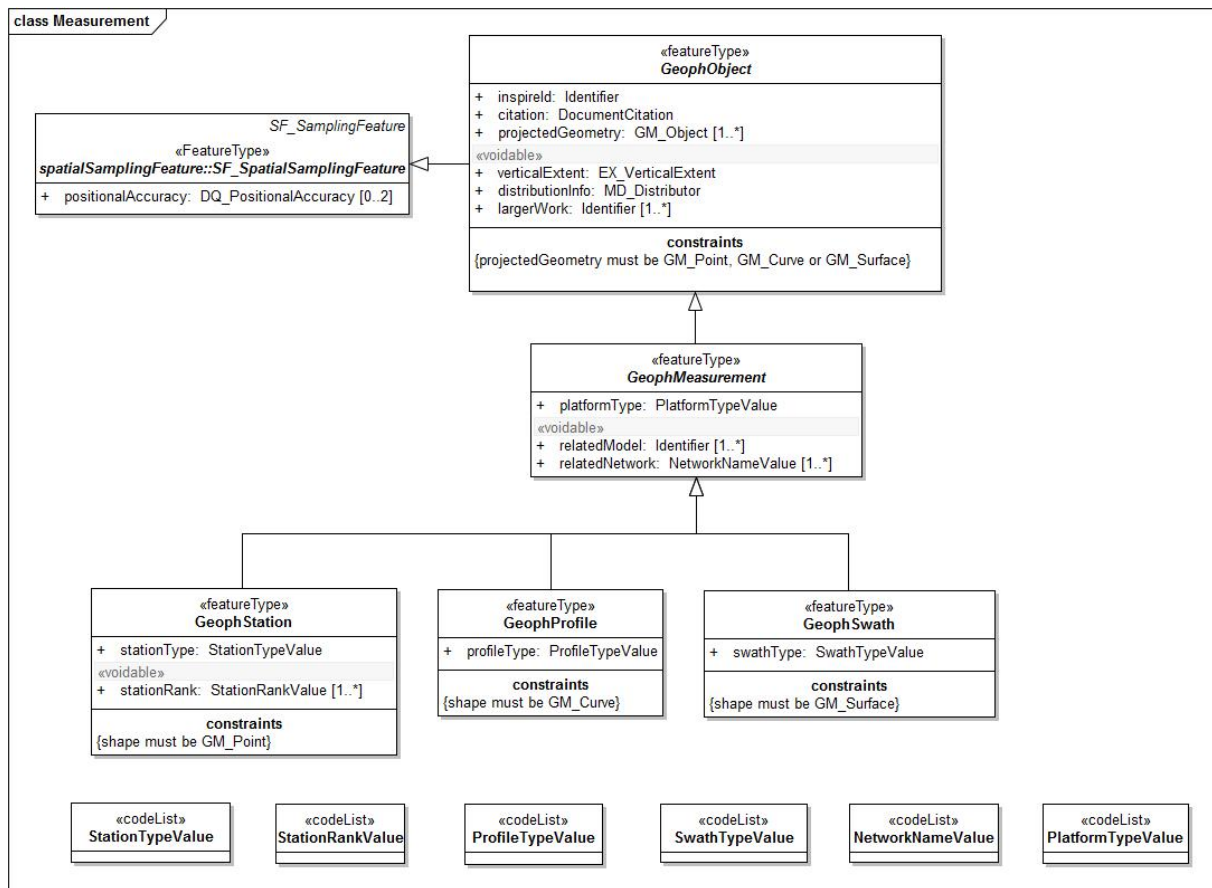 class Measurement
«featureType»
GeophObject
+ inspireId: Identifier
+ citation: DocumentCitation
+ projectedGeometry: GM_Object [1..*]
«voidable»
+ verticalExtent: EX_VerticalExtent
+ distributionInfo: MD_Distributor
+ largerWork: Identifier [1..*]
constraints
{projectedGeometry must be GM_Point, GM_Curve or GM_Surface}
SF_SamplingFeature
«FeatureType»
spatialSamplingFeature::SF_SpatialSamplingFeature
+ positionalAccuracy: DQ_PositionalAccuracy [0..2]
«featureType»
GeophMeasurement
+ platformType: PlatformTypeValue
«voidable»
+ relatedModel: Identifier [1..*]
+ relatedNetwork: NetworkNameValue [1..*]
«featureType»
GeophStation
+ stationType: StationTypeValue
«voidable»
+ stationRank: StationRankValue [1..*]
constraints
{shape must be GM_Point}
«featureType»
GeophProfile
+ profileType: ProfileTypeValue
constraints
{shape must be GM_Curve}
«featureType»
GeophSwath
+ swathType: SwathTypeValue
constraints
{shape must be GM_Surface}
«codeList»
StationTypeValue
«codeList»
StationRankValue
«codeList»
ProfileTypeValue
«codeList»
SwathTypeValue
«codeList»
NetworkNameValue
«codeList»
PlatformTypeValue